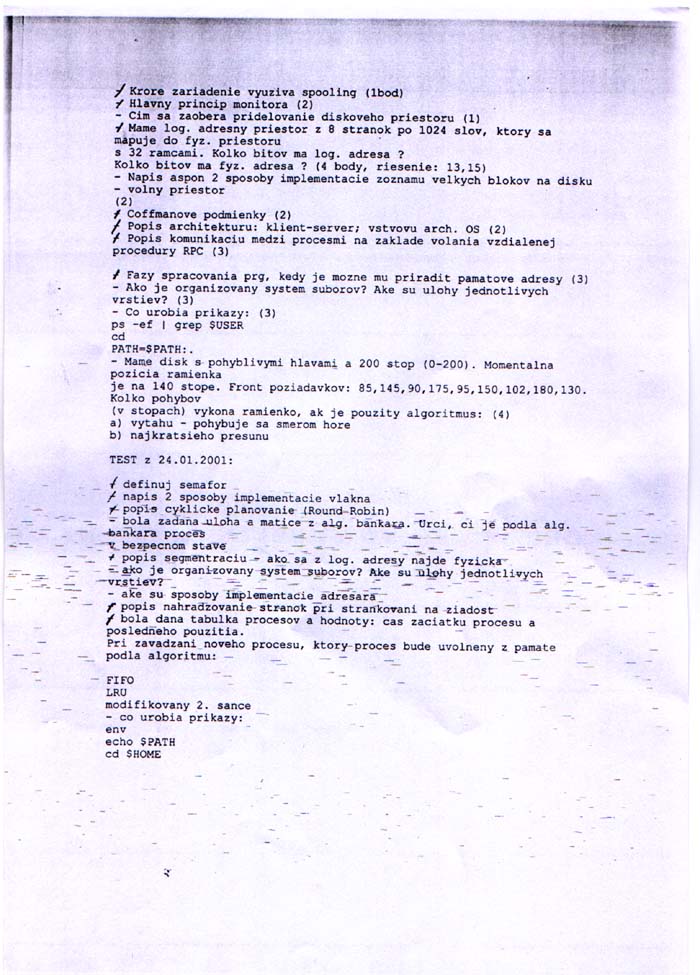 / Krore zariadenie vyuziva spooling (1bod)
/ Hlavny princip monitora (2)
- Cim sa zaobera pridelovanie diskoveho priestoru (1)
/ Mame log. adresny priestor z 8 stranok po 1024 slov, ktory sa
mapuje do fyz. priestoru
s 32 ramcami. Kolko bitov ma log. adresa ?
Kolko bitov ma fyz. adresa ? (4 body, riesenie: 13,15)
- Napis aspon 2 sposoby implementacie zoznamu velkych blokov na disku
- volny priestor
(2)
/ Coffmanove podmienky (2)
/ Popis architekturu: klient-server; vstvovu arch. OS (2)
/ Popis komunikaciu medzi procesmi na zaklade volania vzdialenej
procedury RPC (3)
/ Fazy spracovania prg, kedy je mozne mu priradit pamatove adresy (3)
- Ako je organizovany system suborov? Ake su ulohy jednotlivych
vrstiev? (3)
- Co urobia prikazy: (3)
ps -ef | grep $USER
cd
PATH=$PATH:.
- Mame disk s pohyblivymi hlavami a 200 stop (0-200). Momentalna
pozicia ramienka
je na 140 stope. Front poziadavkov: 85,145,90,175,95,150,102,180,130.
Kolko pohybov
(v stopach) vykona ramienko, ak je pouzity algoritmus: (4)
a) vytahu - pohybuje sa smerom hore
b) najkratsieho presunu
TEST z 24.01.2001:
/ definuj semafor
/ napis 2 sposoby implementacie vlakna
/ popis cyklicke planovanie (Round-Robin)
- bola zadana uloha a matice z alg. bankara. Urci, ci je podla alg.
bankara proces
v bezpecnom stave
/ popis segmentraciu - ako sa z log. adresy najde fyzicka
- ako je organizovany system suborov? Ake su ulohy jednotlivych
vrstiev?
- ake su sposoby implementacie adresara
/ popis nahradzovanie stranok pri strankovani na ziadost
/ bola dana tabulka procesov a hodnoty: cas zaciatku procesu a
posledneho pouzitia.
Pri zavadzani noveho procesu, ktory proces bude uvolneny z pamate
podla algoritmu:
FIFO
LRU
modifikovany 2. sance
- co urobia prikazy:
env
echo $PATH
cd $HOME